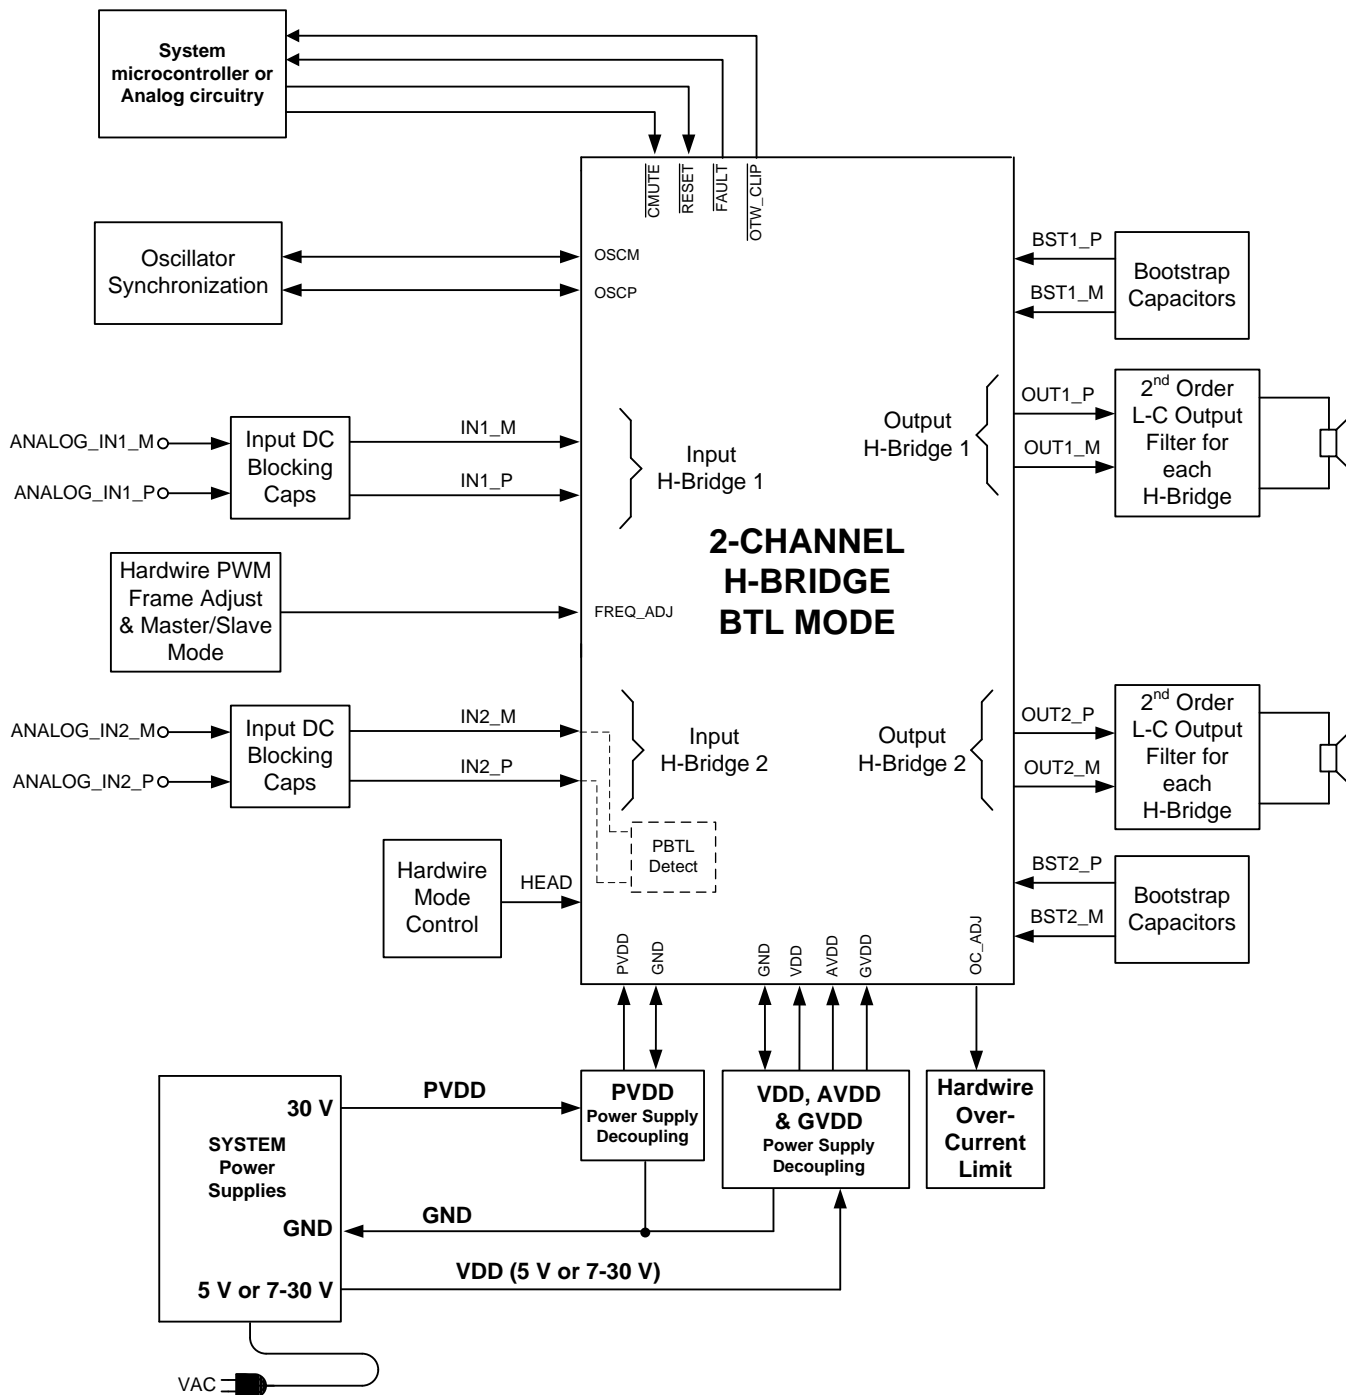 System
microcontroller or
Analog circuitry
CMUTE
RESET
FAULT
OTW_CLIP
Oscillator
Synchronization
OSCM
OSCP
BST1_P
BST1_M
Bootstrap
Capacitors
ANALOG_IN1_M
ANALOG_IN1_P
Input DC
Blocking
Caps
IN1_M
IN1_P
Input
H-Bridge 1
Output
H-Bridge 1
OUT1_P
OUT1_M
2nd Order
L-C Output
Filter for
each
H-Bridge
2-CHANNEL
H-BRIDGE
BTL MODE
Hardwire PWM
Frame Adjust
& Master/Slave
Mode
FREQ_ADJ
ANALOG_IN2_M
ANALOG_IN2_P
Input DC
Blocking
Caps
IN2_M
IN2_P
Input
H-Bridge 2
Output
H-Bridge 2
OUT2_P
OUT2_M
2nd Order
L-C Output
Filter for
each
H-Bridge
PBTL
Detect
Hardwire
Mode
Control
HEAD
BST2_P
BST2_M
Bootstrap
Capacitors
PVDD
GND
GND
VDD
AVDD
GVDD
OC_ADJ
30 V
SYSTEM
Power
Supplies
GND
5 V or 7-30 V
PVDD
GND
VDD (5 V or 7-30 V)
PVDD
Power Supply
Decoupling
VDD, AVDD
& GVDD
Power Supply
Decoupling
Hardwire
Over-
Current
Limit
VAC